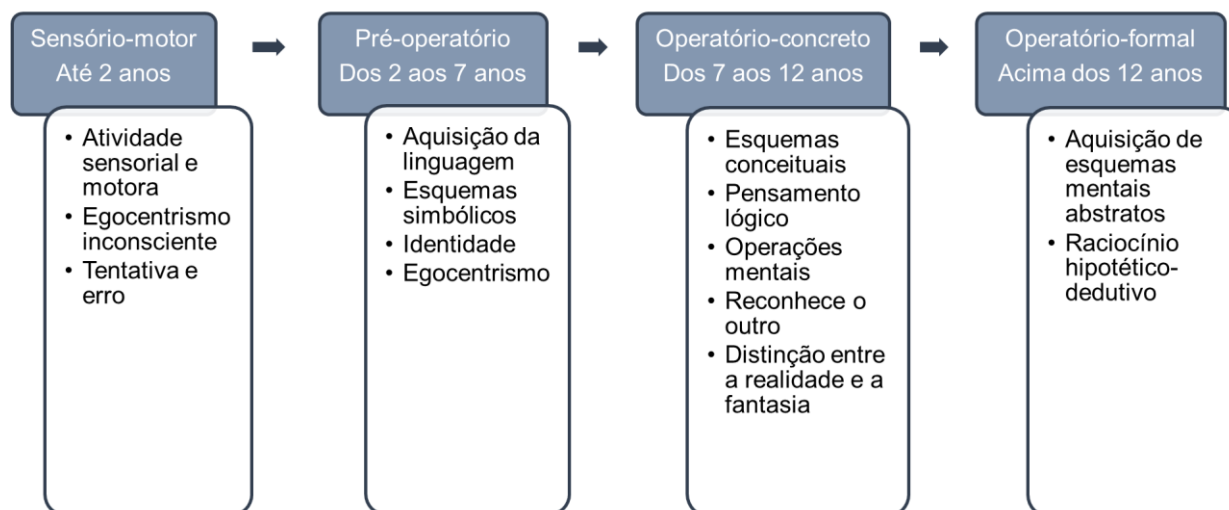 Sensório-motor
Até 2 anos
• Atividade
sensorial e
motora
• Egocentrismo
inconsciente
• Tentativa e
erro
Pré-operatório
Dos 2 aos 7 anos
• Aquisição da
linguagem
• Esquemas
simbólicos
• Identidade
• Egocentrismo
Operatório-concreto
Dos 7 aos 12 anos
• Esquemas
conceituais
• Pensamento
lógico
• Operações
mentais
• Reconhece o
outro
• Distinção entre
a realidade e a
fantasia
Operatório-formal
Acima dos 12 anos
• Aquisição de
esquemas
mentais
abstratos
• Raciocínio
hipotético-
dedutivo